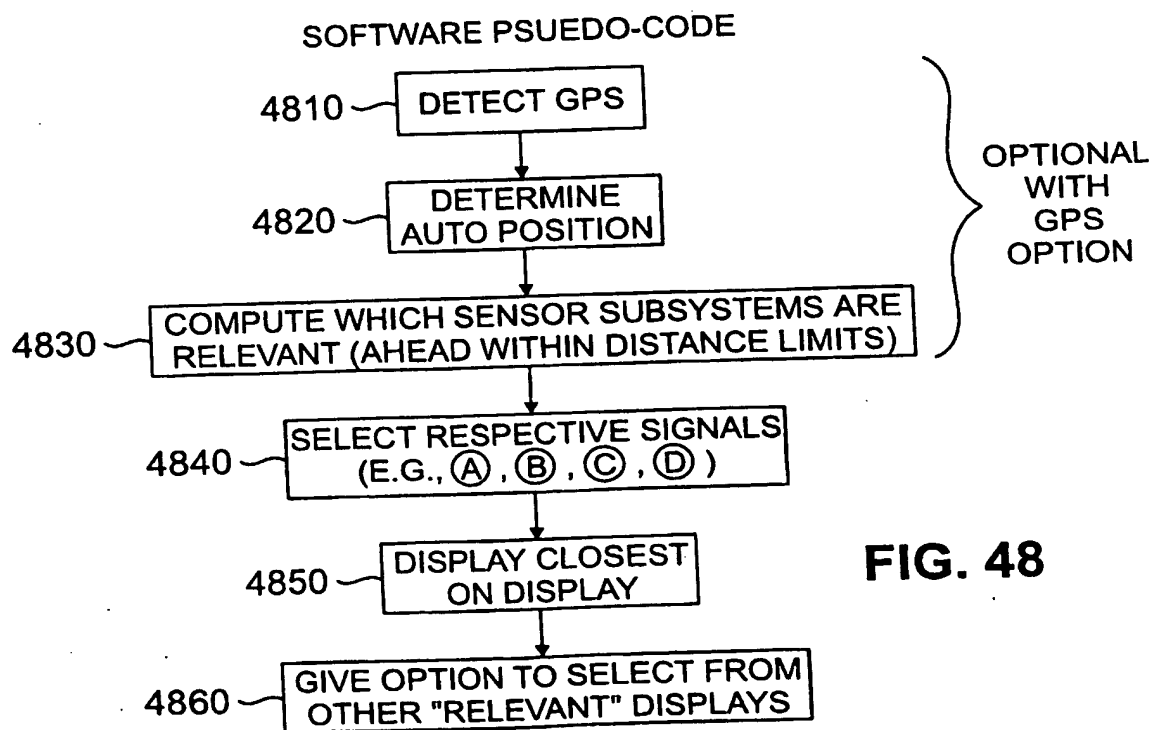 SOFTWARE PSUEDO-CODE
4810
DETECT GPS
4820
DETERMINE
AUTO POSITION
4830
COMPUTE WHICH SENSOR SUBSYSTEMS ARE
RELEVANT (AHEAD WITHIN DISTANCE LIMITS)
OPTIONAL
WITH
GPS
OPTION
4840
SELECT RESPECTIVE SIGNALS
(E.G., Ⓐ , Ⓑ , Ⓒ , Ⓓ )
4850
DISPLAY CLOSEST
ON DISPLAY
4860
GIVE OPTION TO SELECT FROM
OTHER "RELEVANT" DISPLAYS
FIG. 48